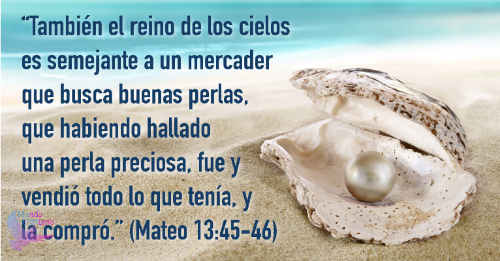 “También el reino de los cielos
es semejante a un mercader
que busca buenas perlas,
que habiendo hallado
una perla preciosa, fue y
vendió todo lo que tenía, y
la compró.” (Mateo 13:45-46)